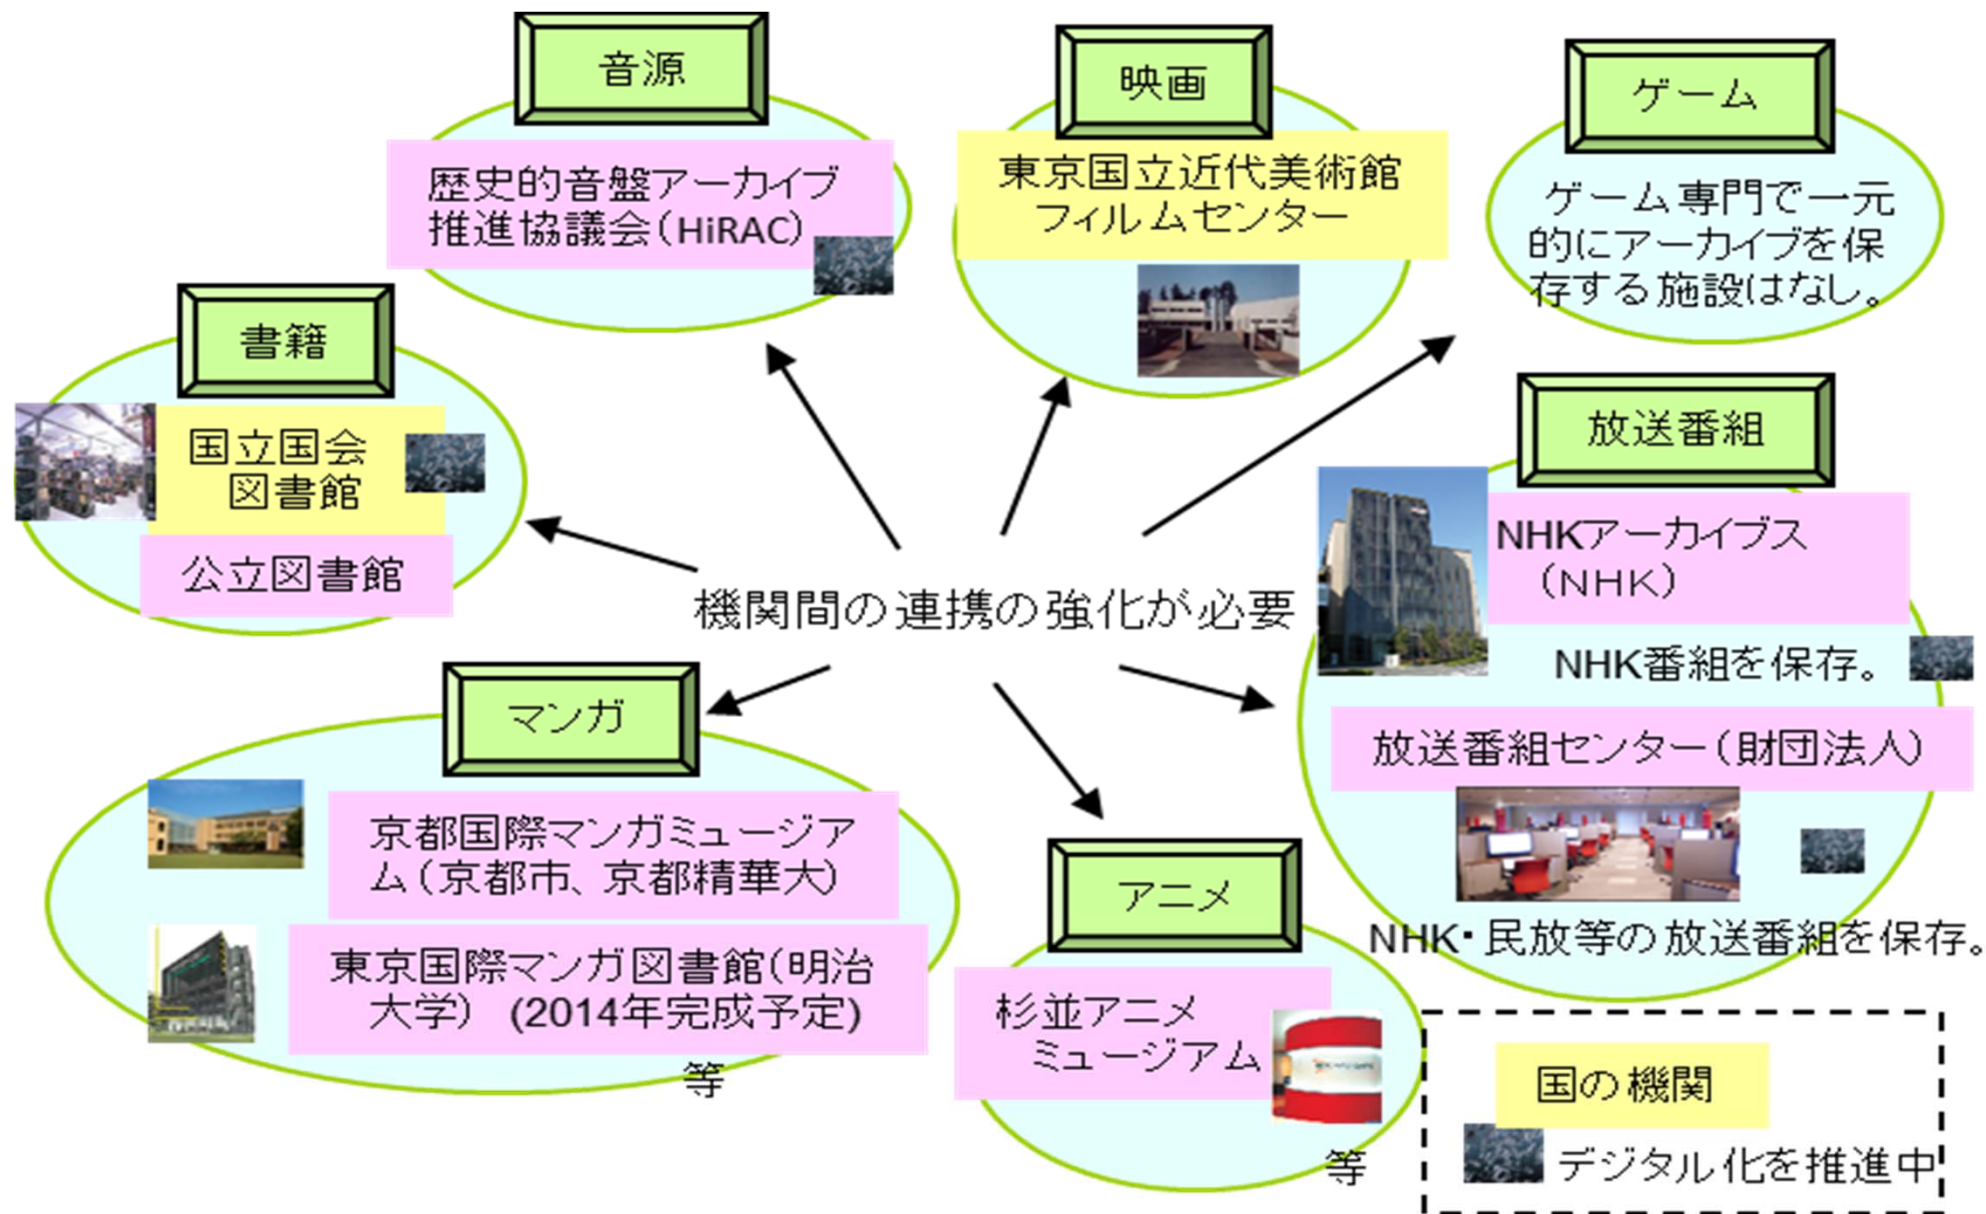 音源
歴史的音盤アーカイブ
推進協議会（HiRAC）
映画
東京国立近代美術館
フィルムセンター
ゲーム
ゲーム専門で一元
的にアーカイブを保
存する施設はなし。
書籍
国立国会
図書館
公立図書館
放送番組
NHKアーカイブス
（ＮＨＫ）
NHK番組を保存。
放送番組センター（財団法人）
NHK・民放等の放送番組を保存。
機関間の連携の強化が必要
マンガ
京都国際マンガミュージア
ム（京都市、京都精華大）
東京国際マンガ図書館（明治
大学） (2014年完成予定)
等
アニメ
杉並アニメ
ミュージアム
等
国の機関
デジタル化を推進中